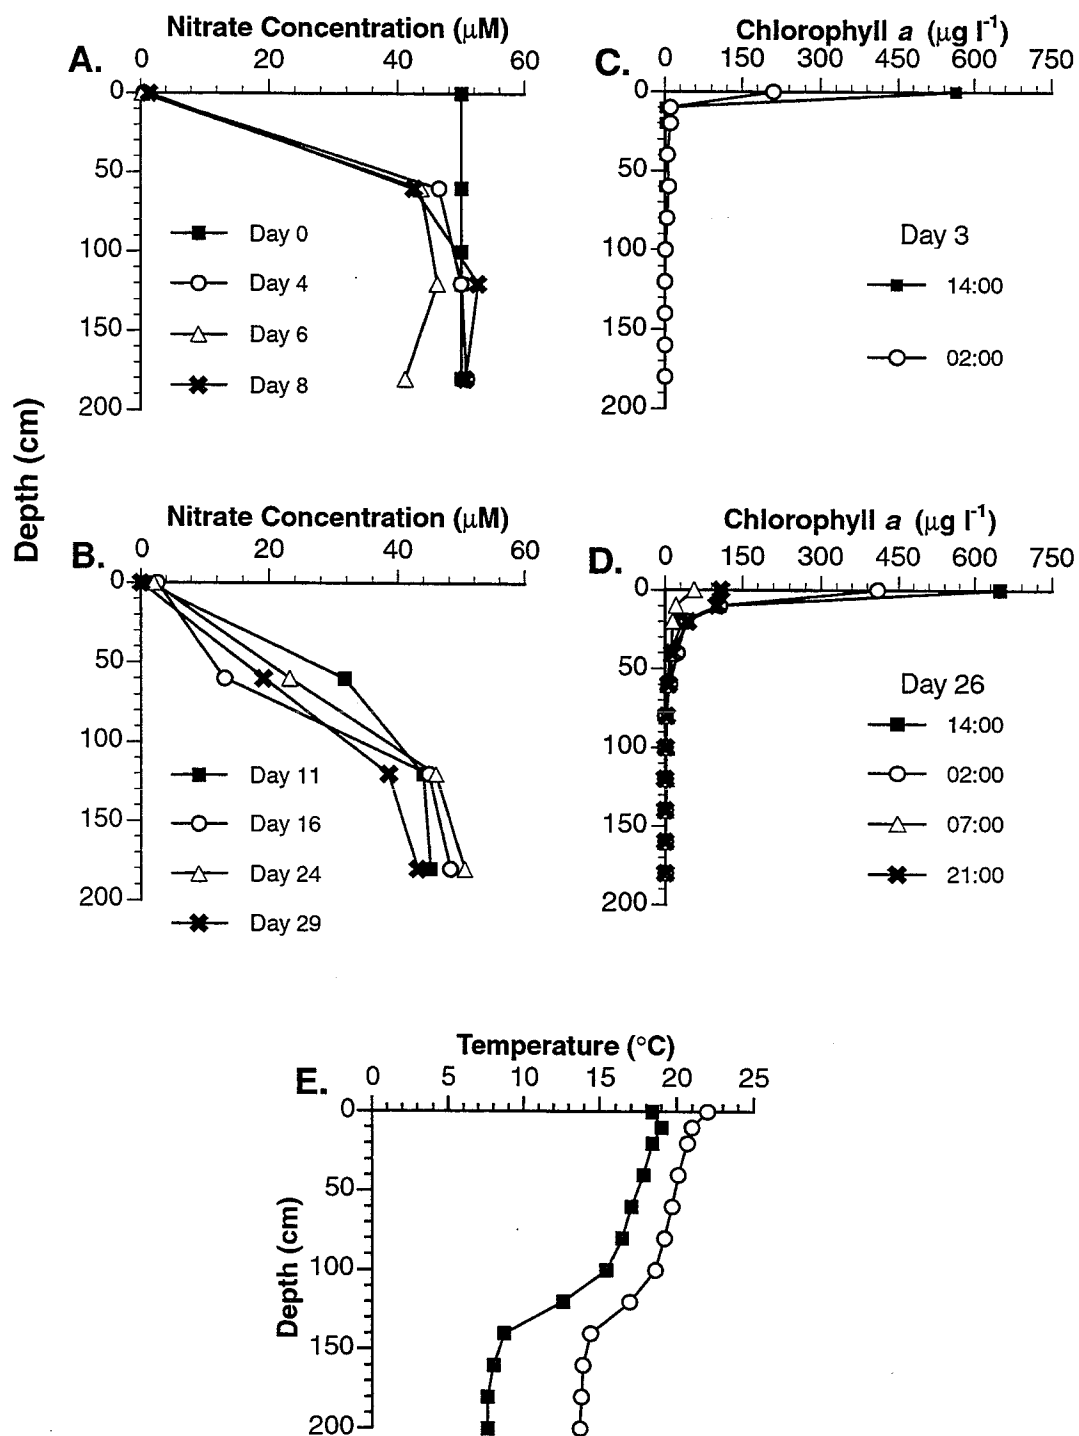 Nitrate Concentration (μM)
A.
0 20 40 60
0
50
100
150
200
Day 0
Day 4
Day 6
Day 8
Chlorophyll a (μg l-1)
C.
0 150 300 450 600 750
0
50
100
150
200
Day 3
14:00
02:00
Depth (cm)
Nitrate Concentration (μM)
B.
0 20 40 60
0
50
100
150
200
Day 11
Day 16
Day 24
Day 29
Chlorophyll a (μg l-1)
D.
0 150 300 450 600 750
0
50
100
150
200
Day 26
14:00
02:00
07:00
21:00
Temperature (°C)
E.
0 5 10 15 20 25
0
50
100
150
200
Depth (cm)